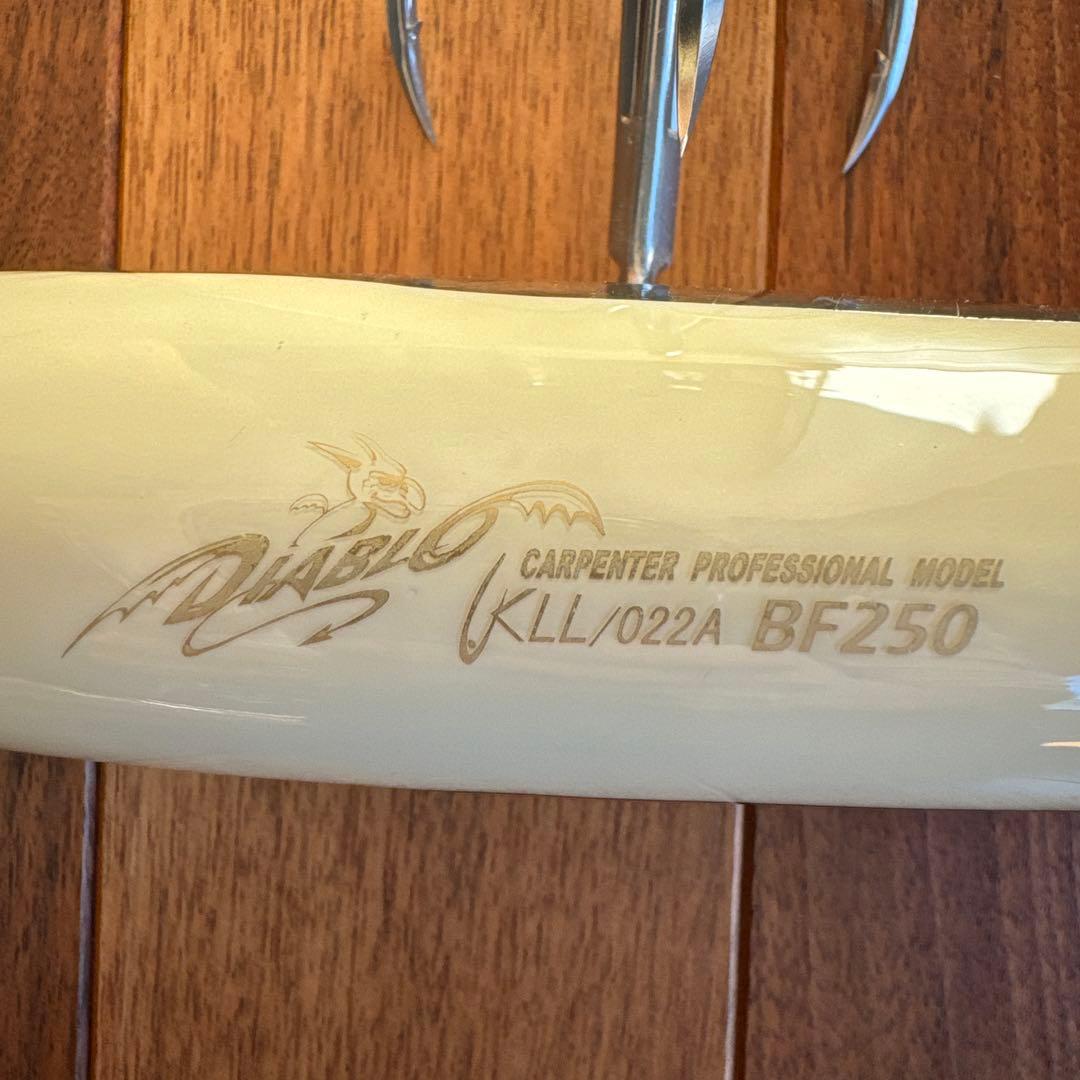 DIABLO
CARPENTER PROFESSIONAL MODEL
KLL/022A BF250